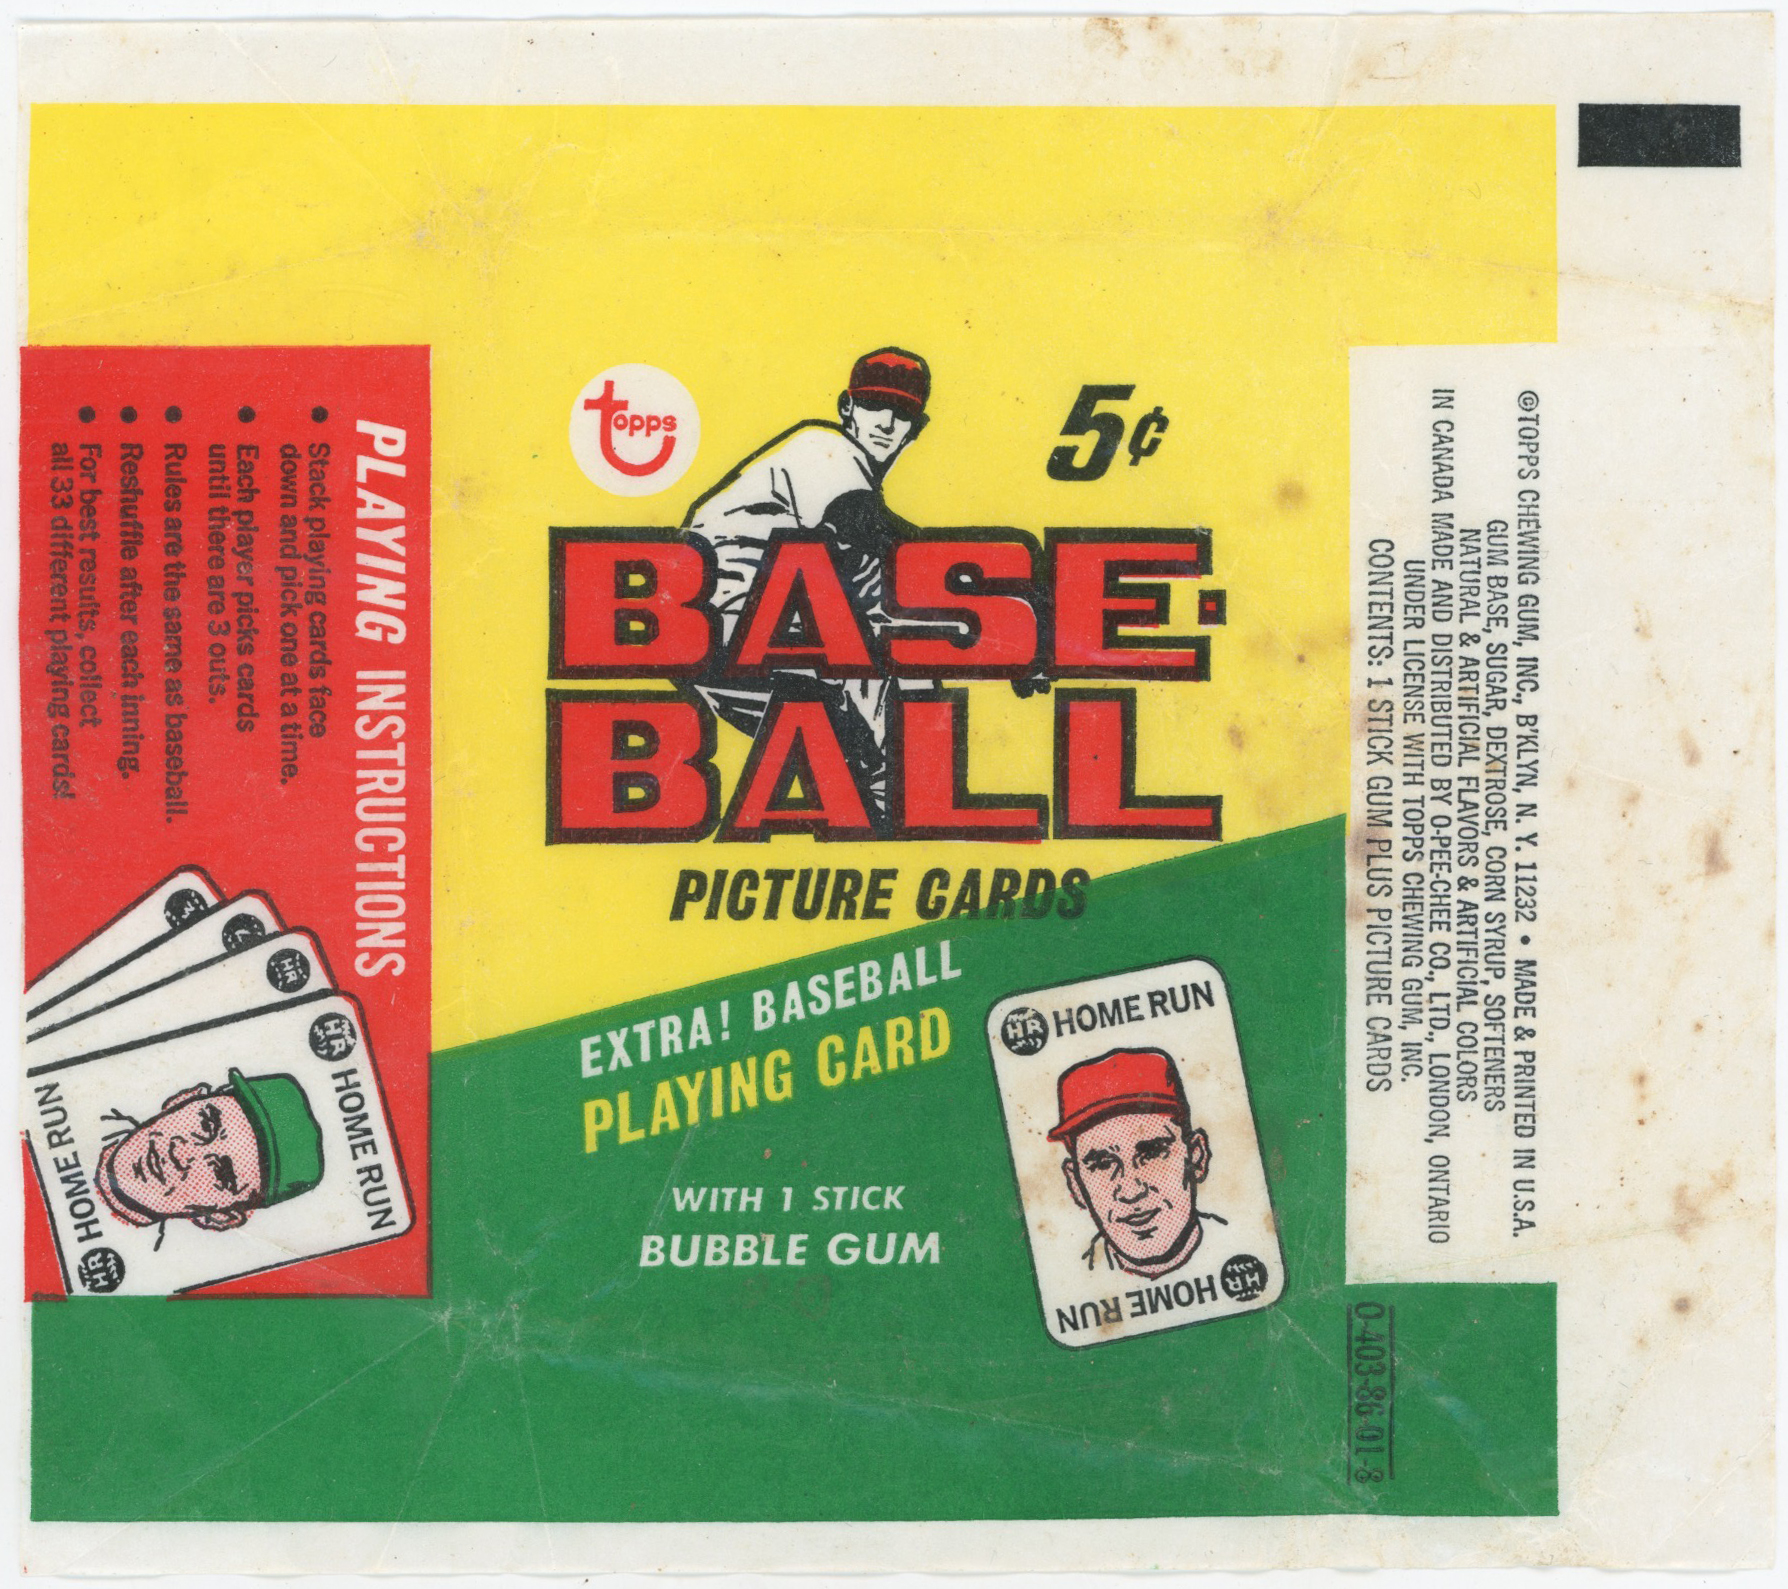 topps
5¢
BASE-
BALL
PICTURE CARDS
EXTRA! BASEBALL
PLAYING CARD
WITH 1 STICK
BUBBLE GUM
HR HOME RUN
HR HOME RUN
PLAYING INSTRUCTIONS
• Stack playing cards face
down and pick one at a time.
• Each player picks cards
until there are 3 outs.
• Rules are the same as baseball.
• Reshuffle after each inning.
• For best results, collect
all 33 different playing cards!
HR
HR HOME RUN
HR HOME RUN
©TOPPS CHEWING GUM, INC., B'KLYN, N. Y. 11232 • MADE & PRINTED IN U.S.A.
GUM BASE, SUGAR, DEXTROSE, CORN SYRUP, SOFTENERS
NATURAL & ARTIFICIAL FLAVORS & ARTIFICIAL COLORS
IN CANADA MADE AND DISTRIBUTED BY O-PEE-CHEE CO., LTD., LONDON, ONTARIO
UNDER LICENSE WITH TOPPS CHEWING GUM, INC.
CONTENTS: 1 STICK GUM PLUS PICTURE CARDS
0-403-86-01-8